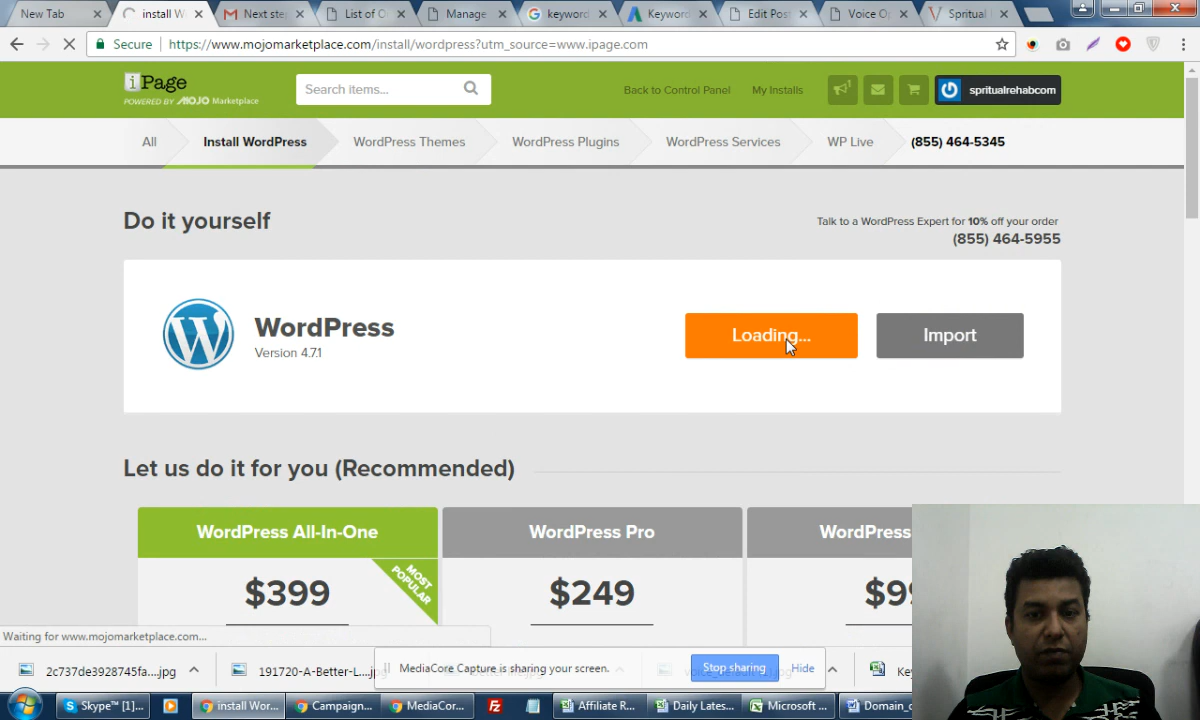 New Tab
install W
Next ste
List of C
Manage
keyword
Keyword
Edit Pos
Voice Op
Spritual
Secure
https://www.mojomarketplace.com/install/wordpress?utm_source=www.ipage.com
iPage
POWERED BY MOJO Marketplace
Search items...
Back to Control Panel
My Installs
1
spritualrehabcom
All
Install WordPress
WordPress Themes
WordPress Plugins
WordPress Services
WP Live
(855) 464-5345
Do it yourself
Talk to a WordPress Expert for 10% off your order
(855) 464-5955
WordPress
Version 4.7.1
Loading...
Import
Let us do it for you (Recommended)
WordPress All-In-One
WordPress Pro
WordPress
MOST POPULAR
$399
$249
$99
Waiting for www.mojomarketplace.com...
2c737de3928745fa....jpg
191720-A-Better-L....jpg
MediaCore Capture is sharing your screen.
Stop sharing
Hide
Key
Skype™ [1]...
install Wor...
Campaign...
MediaCor...
Affiliate R...
Daily Lates...
Microsoft ...
Domain_c